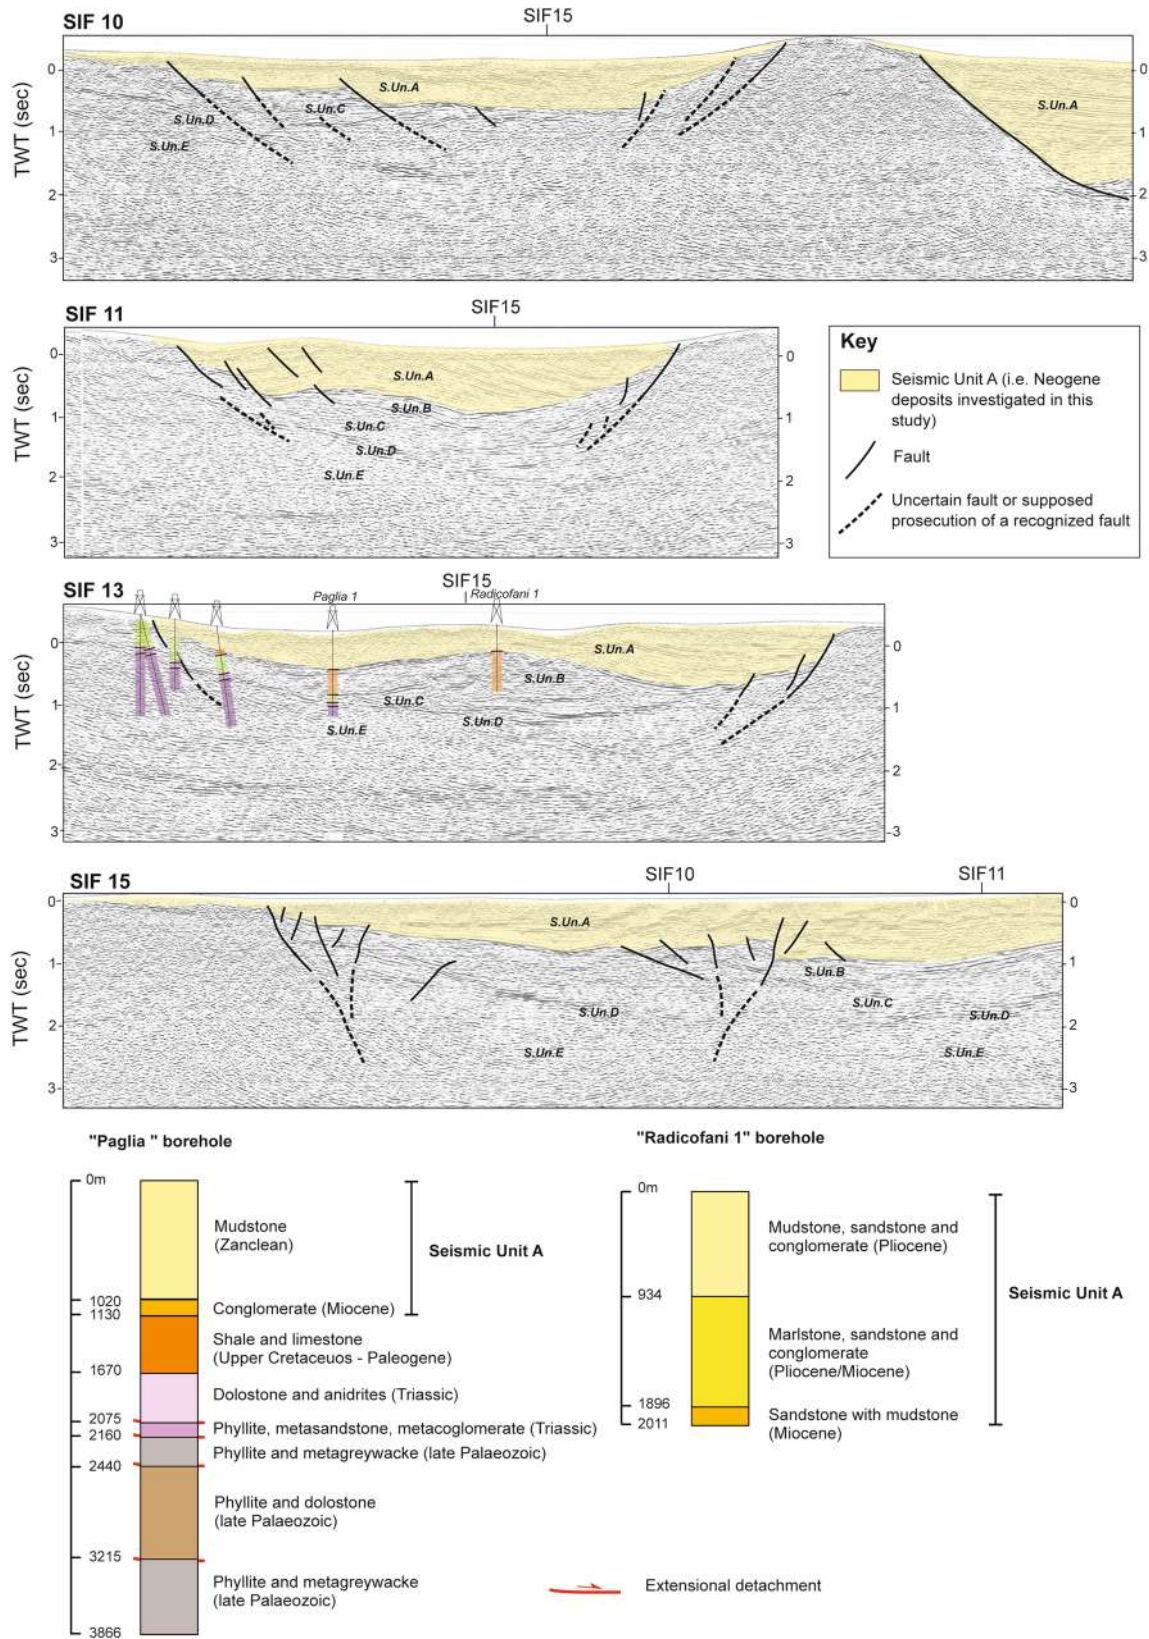 SIF 10
SIF15
TWT (sec)
0
1
2
3
S.Un.A
S.Un.C
S.Un.D
S.Un.E
S.Un.A
0
1
2
3
SIF 11
SIF15
TWT (sec)
0
1
2
3
S.Un.A
S.Un.B
S.Un.C
S.Un.D
S.Un.E
0
1
2
3
Key
Seismic Unit A (i.e. Neogene
deposits investigated in this
study)
Fault
Uncertain fault or supposed
prosecution of a recognized fault
SIF 13
SIF15
Paglia 1
Radicofani 1
TWT (sec)
0
1
2
3
S.Un.A
S.Un.B
S.Un.C
S.Un.D
S.Un.E
0
1
2
3
SIF 15
SIF10
SIF11
TWT (sec)
0
1
2
3
S.Un.A
S.Un.B
S.Un.C
S.Un.D
S.Un.D
S.Un.E
S.Un.E
0
1
2
3
"Paglia " borehole
0m
Mudstone
(Zanclean)
Seismic Unit A
1020
1130
Conglomerate (Miocene)
Shale and limestone
(Upper Cretaceuos - Paleogene)
1670
Dolostone and anidrites (Triassic)
2075
Phyllite, metasandstone, metacoglomerate (Triassic)
2160
Phyllite and metagreywacke (late Palaeozoic)
2440
Phyllite and dolostone
(late Palaeozoic)
3215
Phyllite and metagreywacke
(late Palaeozoic)
3866
"Radicofani 1" borehole
0m
Mudstone, sandstone and
conglomerate (Pliocene)
934
Seismic Unit A
Marlstone, sandstone and
conglomerate
(Pliocene/Miocene)
1896
2011
Sandstone with mudstone
(Miocene)
Extensional detachment